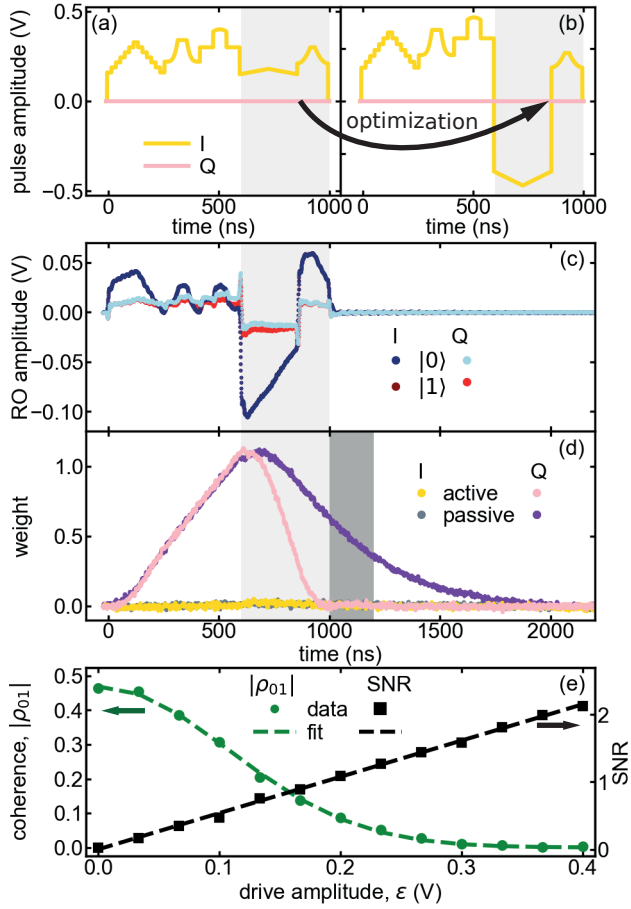 (a) (b)
0.5
0.0
−0.5
pulse amplitude (V)
I
Q
optimization
0 500 1000 0 500 1000
time (ns) time (ns)
(c)
0.05
0.00
−0.05
−0.10
RO amplitude (V)
I Q
|0⟩
|1⟩
(d)
1.0
0.5
0.0
weight
I Q
active
passive
0 500 1000 1500 2000
time (ns)
(e)
0.5
0.4
0.3
0.2
0.1
0.0
coherence, |ρ01|
|ρ01| SNR
data
fit
2
1
0
SNR
0.0 0.1 0.2 0.3 0.4
drive amplitude, ε (V)